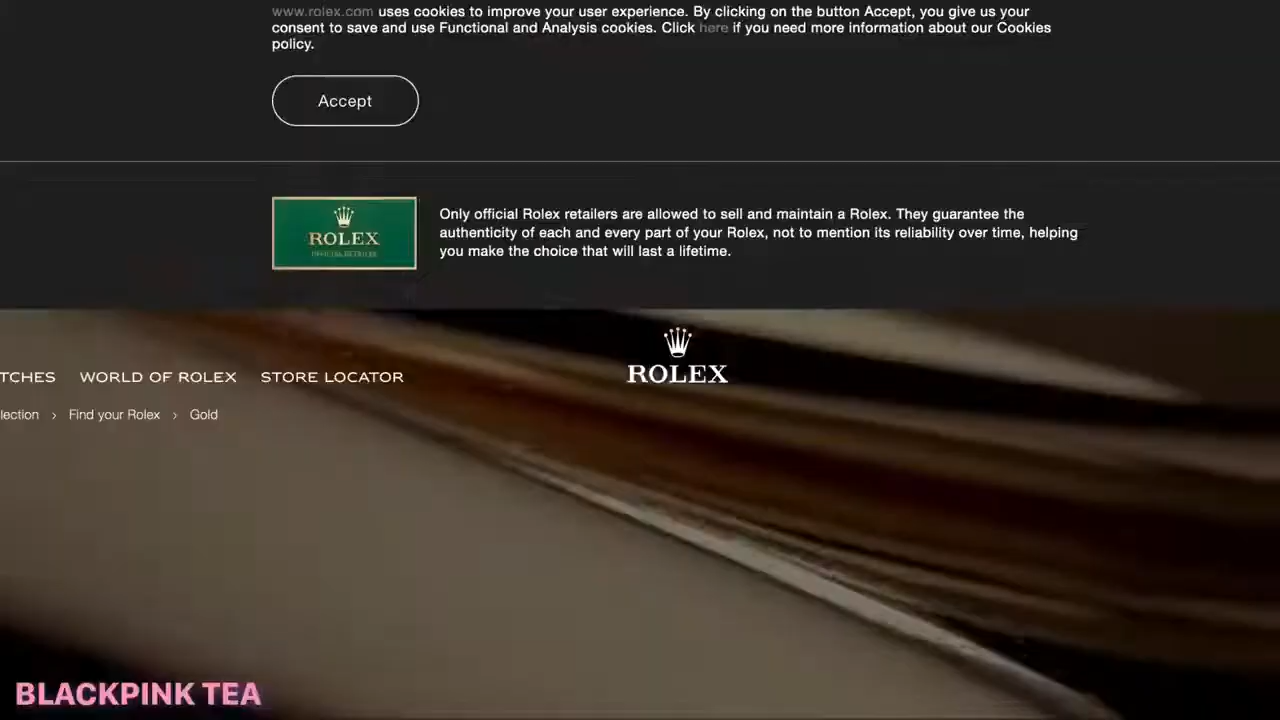 www.rolex.com uses cookies to improve your user experience. By clicking on the button Accept, you give us your
consent to save and use Functional and Analysis cookies. Click here if you need more information about our Cookies
policy.
Accept
ROLEX
OFFICIAL RETAILER
Only official Rolex retailers are allowed to sell and maintain a Rolex. They guarantee the
authenticity of each and every part of your Rolex, not to mention its reliability over time, helping
you make the choice that will last a lifetime.
TCHES WORLD OF ROLEX STORE LOCATOR
ROLEX
lection > Find your Rolex > Gold
BLACKPINK TEA